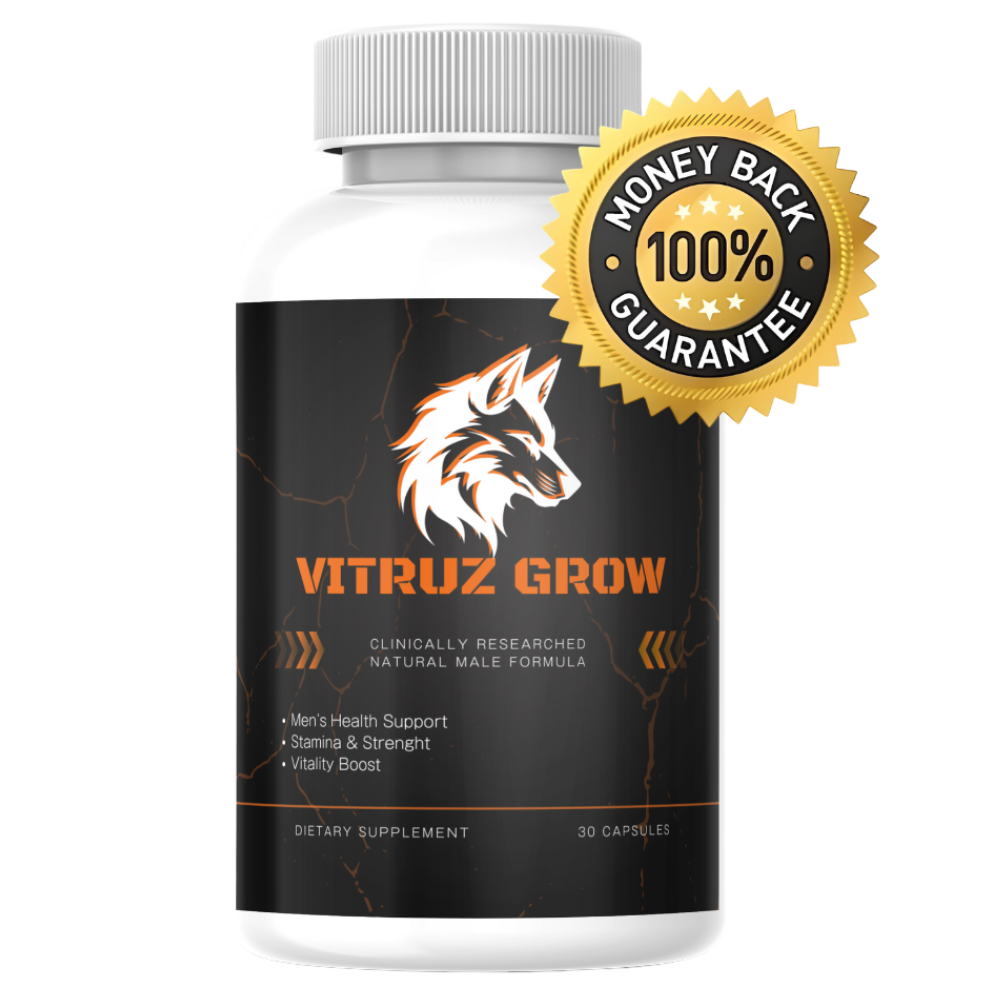 MONEY BACK
100%
GUARANTEE
VITRUZ GROW
CLINICALLY RESEARCHED
NATURAL MALE FORMULA
• Men's Health Support
• Stamina & Strenght
• Vitality Boost
DIETARY SUPPLEMENT 30 CAPSULES